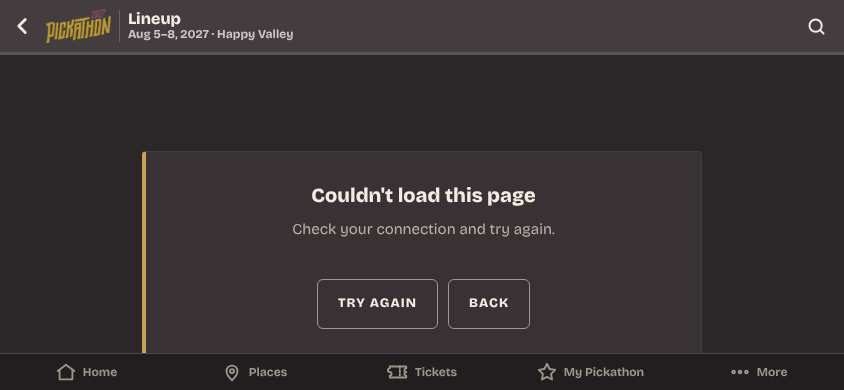 PICKATHON
Lineup
Aug 5–8, 2027 · Happy Valley
Couldn't load this page
Check your connection and try again.
TRY AGAIN
BACK
Home
Places
Tickets
My Pickathon
More